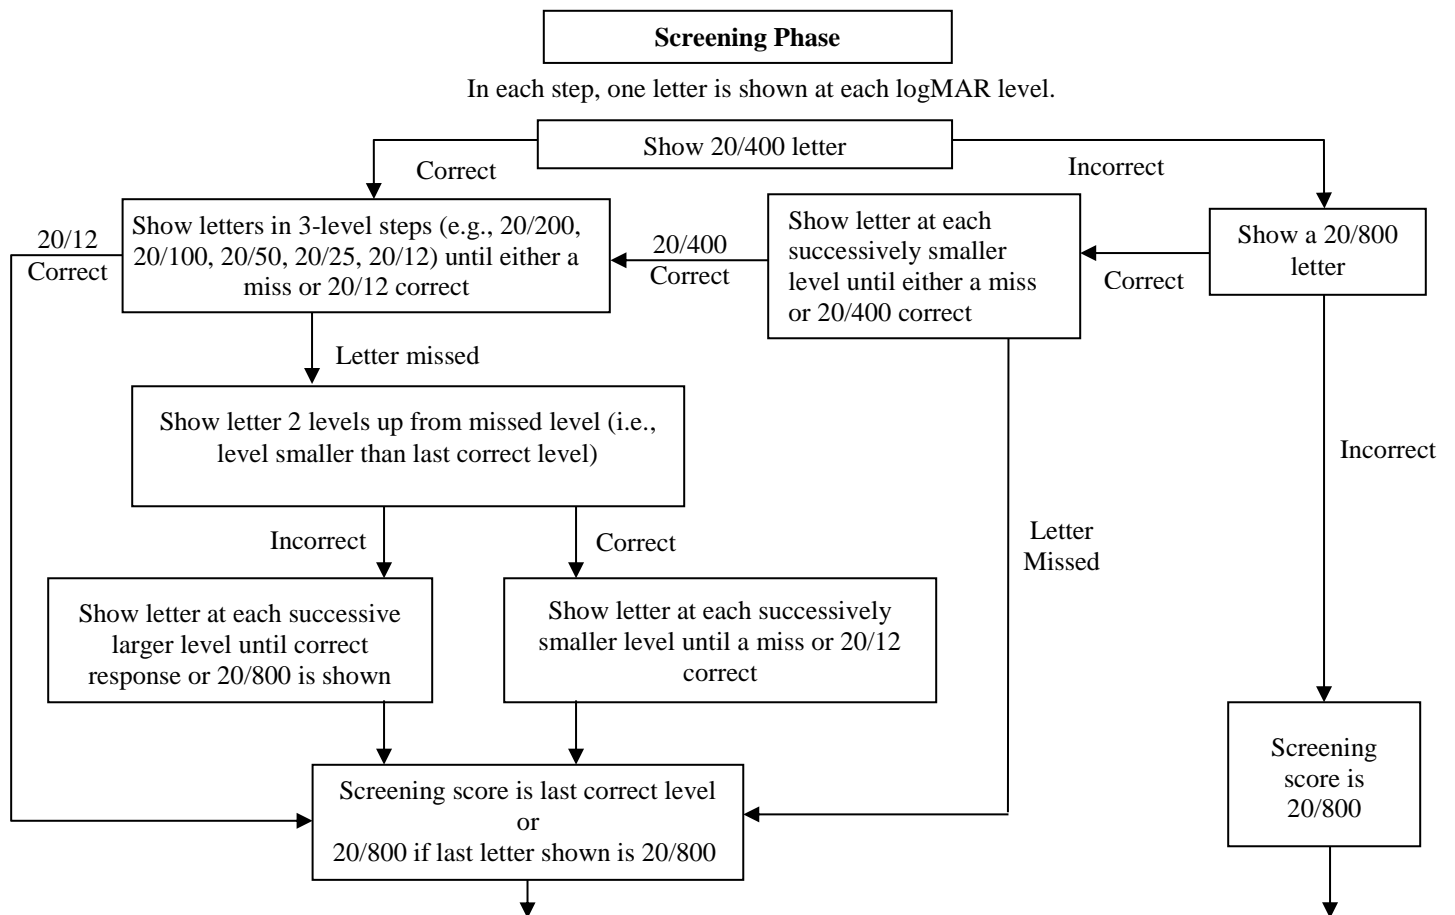 Screening Phase
In each step, one letter is shown at each logMAR level.
Show 20/400 letter
Correct
Incorrect
20/12
Correct
Show letters in 3-level steps (e.g., 20/200,
20/100, 20/50, 20/25, 20/12) until either a
miss or 20/12 correct
20/400
Correct
Show letter at each
successively smaller
level until either a miss
or 20/400 correct
Correct
Show a 20/800
letter
Letter missed
Show letter 2 levels up from missed level (i.e.,
level smaller than last correct level)
Incorrect
Incorrect
Correct
Letter
Missed
Show letter at each successive
larger level until correct
response or 20/800 is shown
Show letter at each successively
smaller level until a miss or 20/12
correct
Screening score is last correct level
or
20/800 if last letter shown is 20/800
Screening
score is
20/800